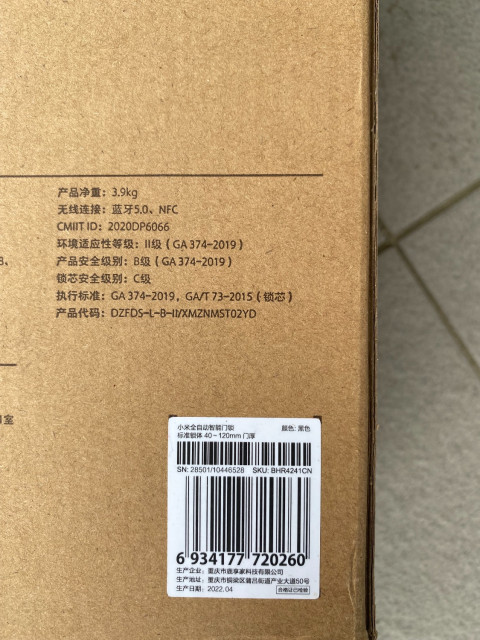 产品净重：3.9kg
无线连接：蓝牙5.0、NFC
CMIIT ID：2020DP6066
环境适应性等级：II级（GA 374-2019）
产品安全级别：B级（GA 374-2019）
锁芯安全级别：C级
执行标准：GA 374-2019，GA/T 73-2015（锁芯）
产品代码：DZFDS-L-B-II/XMZNMST02YD
室
小米全自动智能门锁 颜色: 黑色
标准锁体 40~120mm 门厚
SN: 28501/10446528 SKU: BHR4241CN
6 934177 720260
生产企业：重庆市鹿享家科技有限公司
生产地址：重庆市铜梁区蒲吕街道产业大道50号
生产日期：2022.04 合格证已检验